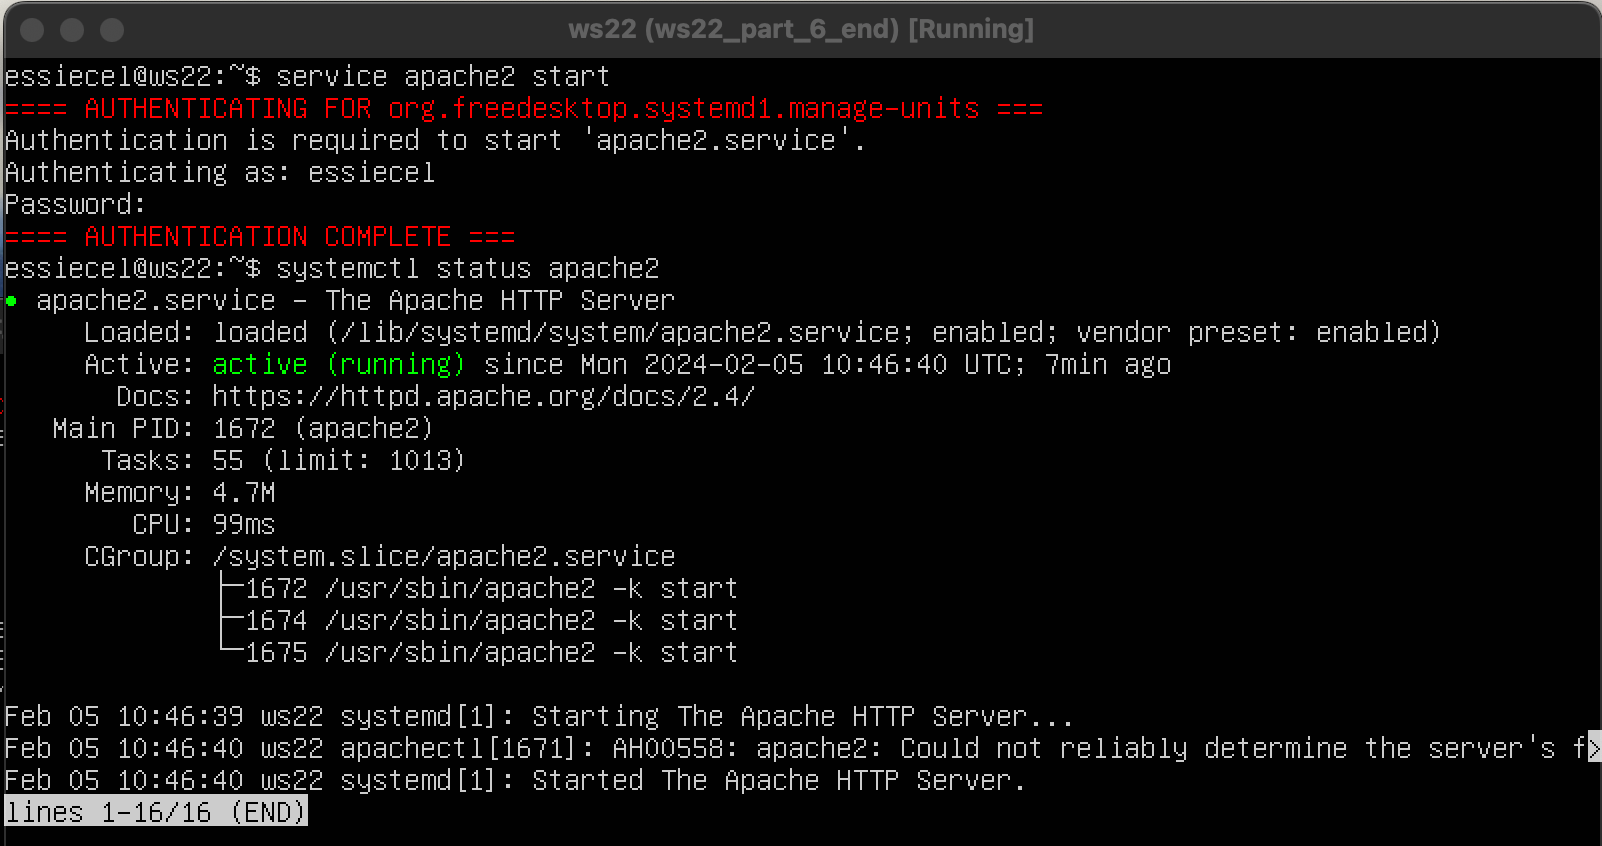 ws22 (ws22_part_6_end) [Running]
essiecel@ws22:~$ service apache2 start
==== AUTHENTICATING FOR org.freedesktop.systemd1.manage-units ===
Authentication is required to start 'apache2.service'.
Authenticating as: essiecel
Password:
==== AUTHENTICATION COMPLETE ===
essiecel@ws22:~$ systemctl status apache2
● apache2.service - The Apache HTTP Server
Loaded: loaded (/lib/systemd/system/apache2.service; enabled; vendor preset: enabled)
Active: active (running) since Mon 2024-02-05 10:46:40 UTC; 7min ago
Docs: https://httpd.apache.org/docs/2.4/
Main PID: 1672 (apache2)
Tasks: 55 (limit: 1013)
Memory: 4.7M
CPU: 99ms
CGroup: /system.slice/apache2.service
├─1672 /usr/sbin/apache2 -k start
├─1674 /usr/sbin/apache2 -k start
└─1675 /usr/sbin/apache2 -k start
Feb 05 10:46:39 ws22 systemd[1]: Starting The Apache HTTP Server...
Feb 05 10:46:40 ws22 apachectl[1671]: AH00558: apache2: Could not reliably determine the server's f>
Feb 05 10:46:40 ws22 systemd[1]: Started The Apache HTTP Server.
lines 1-16/16 (END)